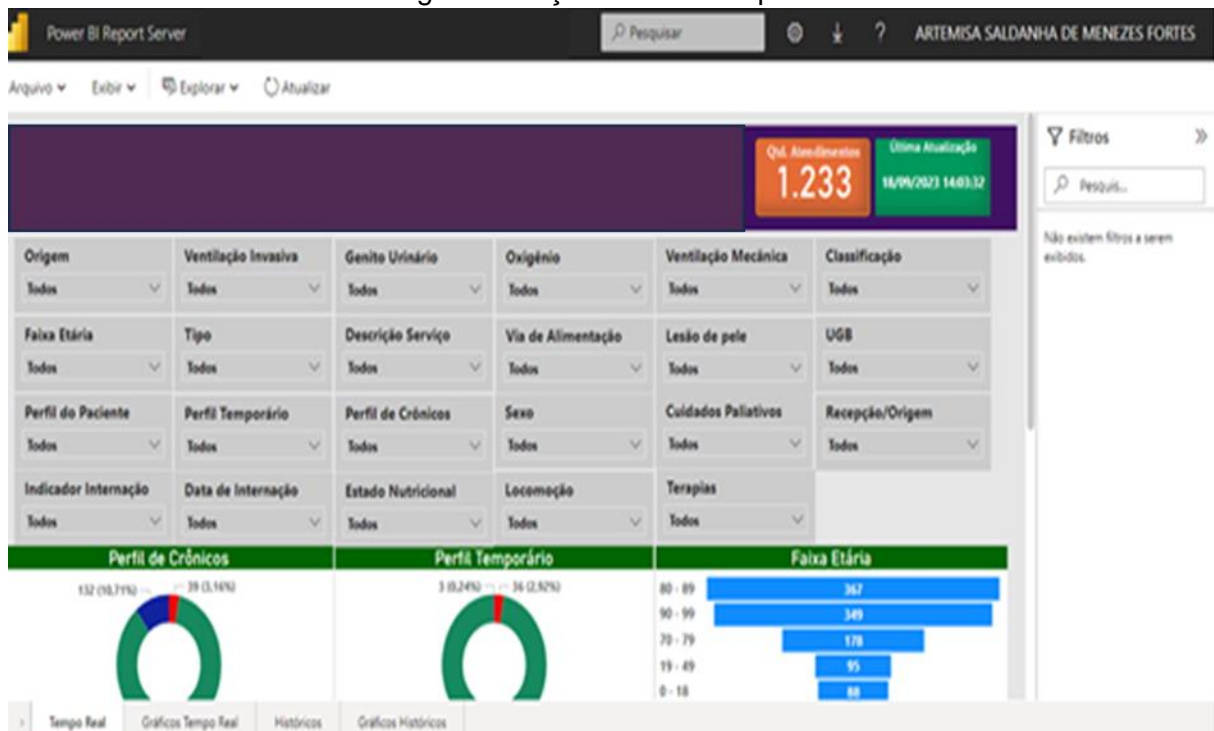 Power BI Report Server
Pesquisar
?
ARTEMISA SALDANHA DE MENEZES FORTES
Arquivo
Exibir
Explorar
Atualizar
Qtd. Atendimentos
1.233
Última Atualização
18/09/2023 14:03:32
Filtros
Pesquis...
Não existem filtros a serem
exibidos.
Origem Ventilação Invasiva Genito Urinário Oxigênio Ventilação Mecânica Classificação
Todos Todos Todos Todos Todos Todos
Faixa Etária Tipo Descrição Serviço Via de Alimentação Lesão de pele UGB
Todos Todos Todos Todos Todos Todos
Perfil do Paciente Perfil Temporário Perfil de Crônicos Sexo Cuidados Paliativos Recepção/Origem
Todos Todos Todos Todos Todos Todos
Indicador Internação Data de Internação Estado Nutricional Locomoção Terapias
Todos Todos Todos Todos Todos
Perfil de Crônicos
132 (10,71%)
39 (3,16%)
Perfil Temporário
3 (0,24%)
36 (2,92%)
Faixa Etária
80 - 89 367
90 - 99 349
70 - 79 178
19 - 49 95
0 - 18 88
Tempo Real Gráficos Tempo Real Históricos Gráficos Históricos